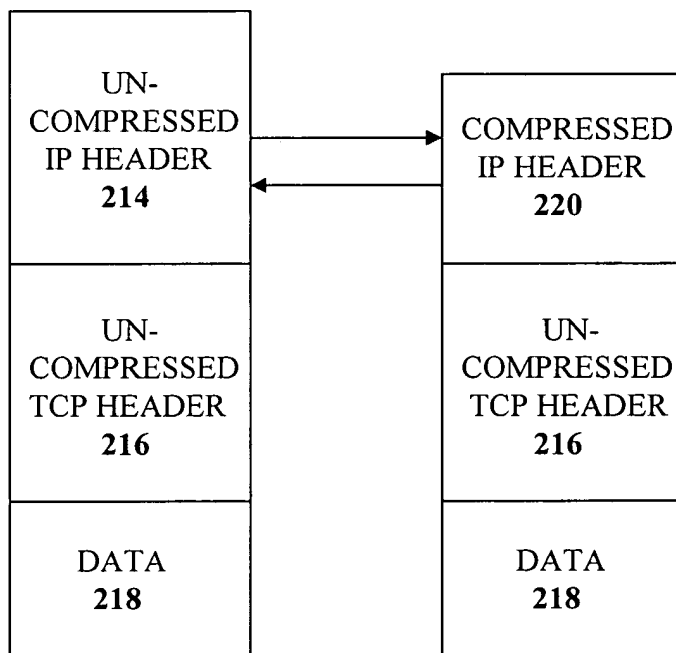 UN-
COMPRESSED
IP HEADER
214
UN-
COMPRESSED
TCP HEADER
216
DATA
218
COMPRESSED
IP HEADER
220
UN-
COMPRESSED
TCP HEADER
216
DATA
218